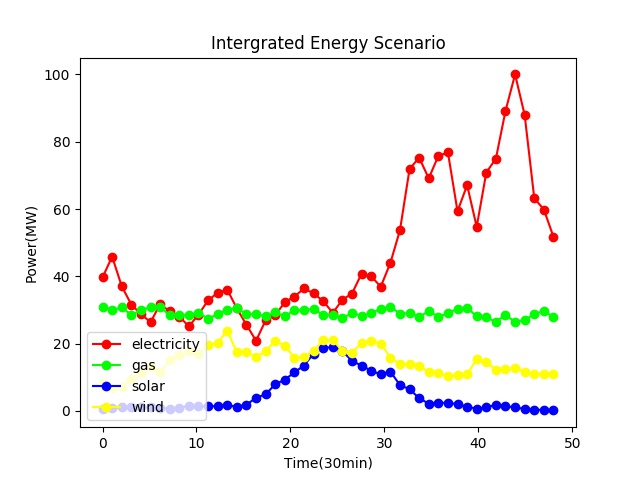 Intergrated Energy Scenario
Power(MW)
100
80
60
40
20
0
electricity
gas
solar
wind
0 10 20 30 40 50
Time(30min)